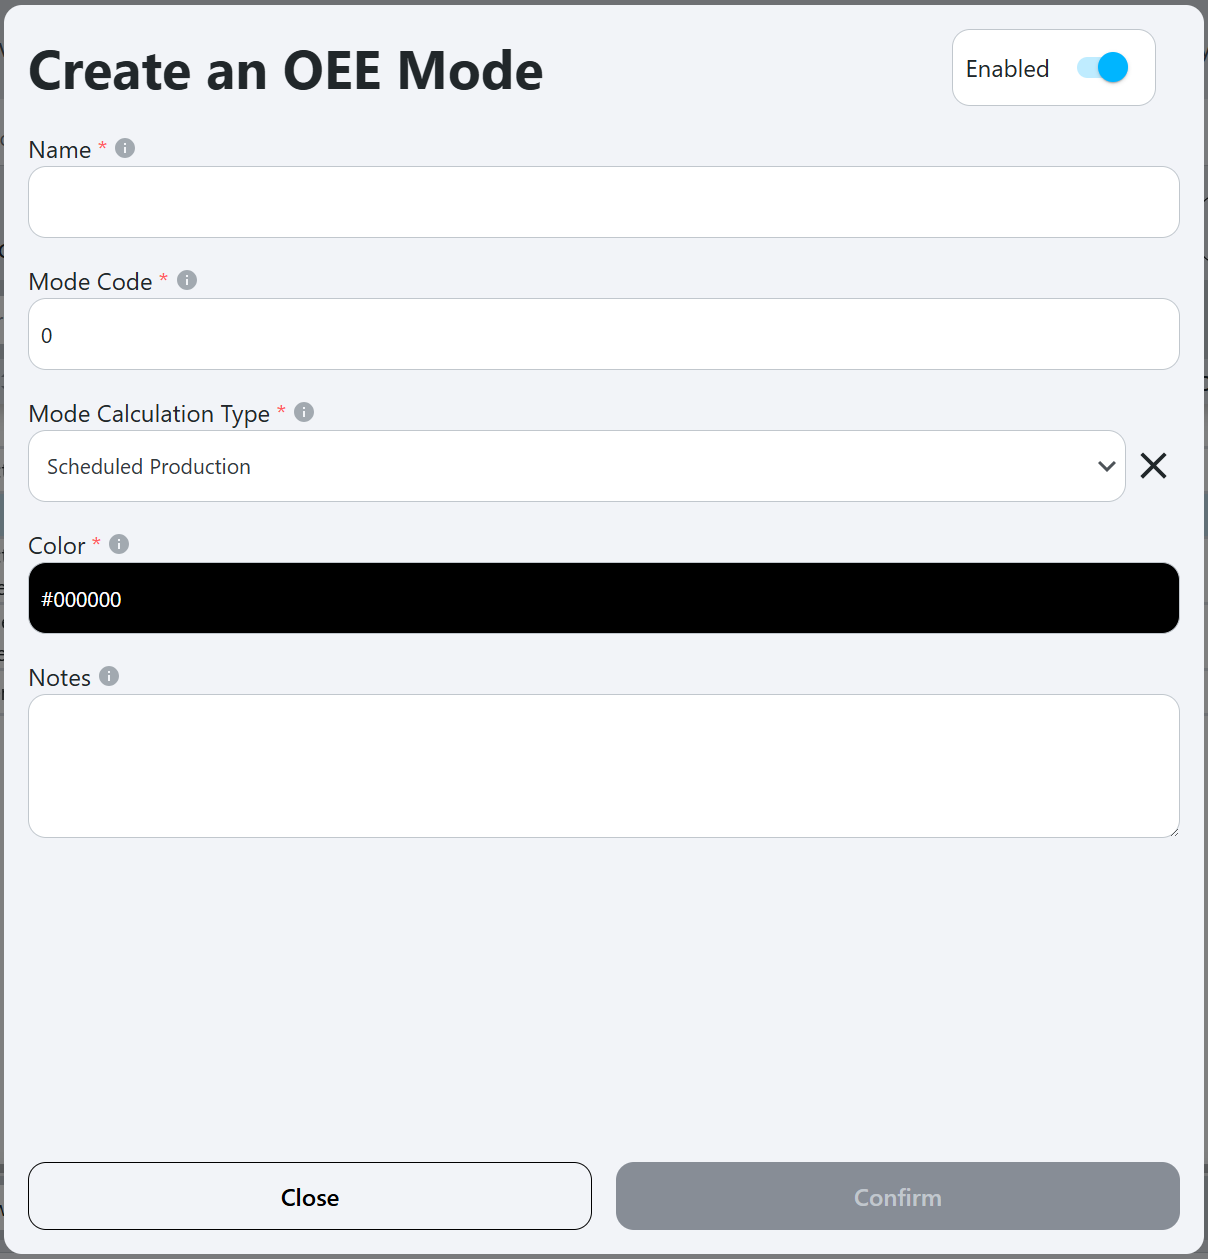 Create an OEE Mode
Enabled
Name *
Mode Code *
0
Mode Calculation Type *
Scheduled Production
Color *
#000000
Notes
Close
Confirm